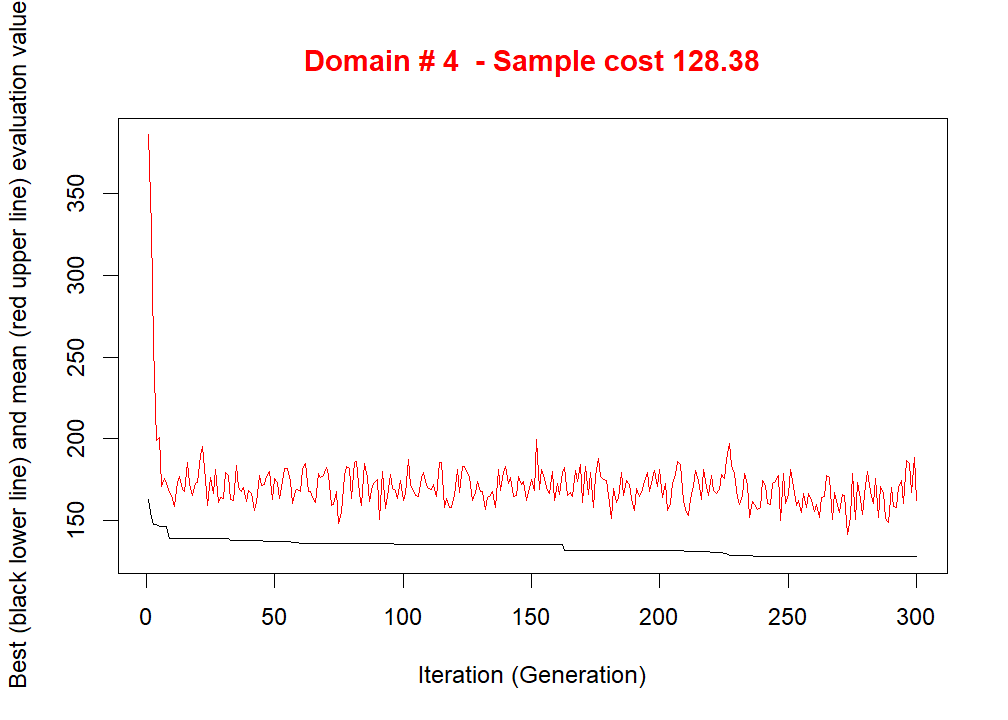 Domain # 4  - Sample cost 128.38
Best (black lower line) and mean (red upper line) evaluation value
350
300
250
200
150
0 50 100 150 200 250 300
Iteration (Generation)